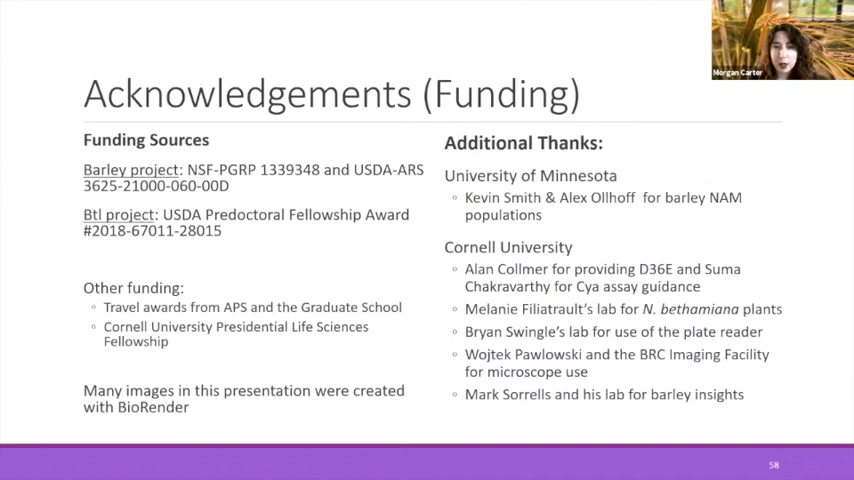 Morgan Carter
Acknowledgements (Funding)
Funding Sources
Barley project: NSF-PGRP 1339348 and USDA-ARS
3625-21000-060-00D
Btl project: USDA Predoctoral Fellowship Award
#2018-67011-28015
Other funding:
◦ Travel awards from APS and the Graduate School
◦ Cornell University Presidential Life Sciences
Fellowship
Many images in this presentation were created
with BioRender
Additional Thanks:
University of Minnesota
◦ Kevin Smith & Alex Ollhoff for barley NAM
populations
Cornell University
◦ Alan Collmer for providing D36E and Suma
Chakravarthy for Cya assay guidance
◦ Melanie Filiatrault's lab for N. bethamiana plants
◦ Bryan Swingle's lab for use of the plate reader
◦ Wojtek Pawlowski and the BRC Imaging Facility
for microscope use
◦ Mark Sorrells and his lab for barley insights
58